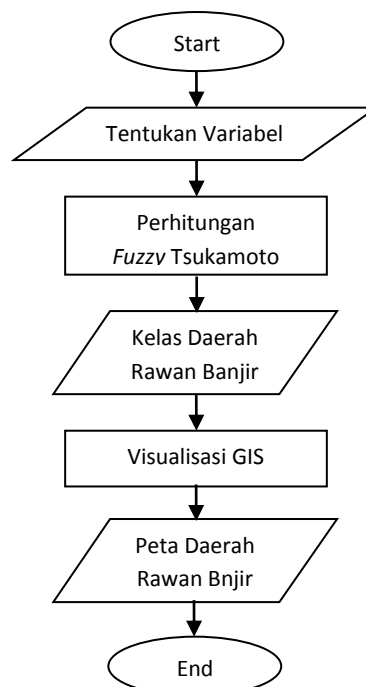 Start
Tentukan Variabel
Perhitungan
Fuzzy Tsukamoto
Kelas Daerah
Rawan Banjir
Visualisasi GIS
Peta Daerah
Rawan Bnjir
End